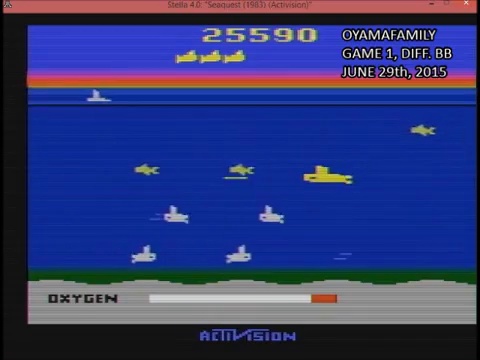 Stella 4.0: "Seaquest (1983) (Activision)"
25590
OYAMAFAMILY
GAME 1, DIFF. BB
JUNE 29th, 2015
OXYGEN
ACTIVISION